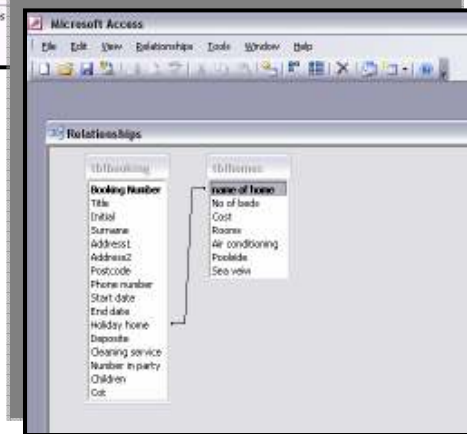 s
Microsoft Access
File Edit View Relationships Tools Window Help
Relationships
tblbooking
Booking Number
Title
Initial
Surname
Address1
Address2
Postcode
Phone number
Start date
End date
Holiday home
Deposite
Cleaning service
Number in party
Children
Cot
tblhomes
name of home
No of beds
Cost
Rooms
Air conditioning
Poolside
Sea veiw